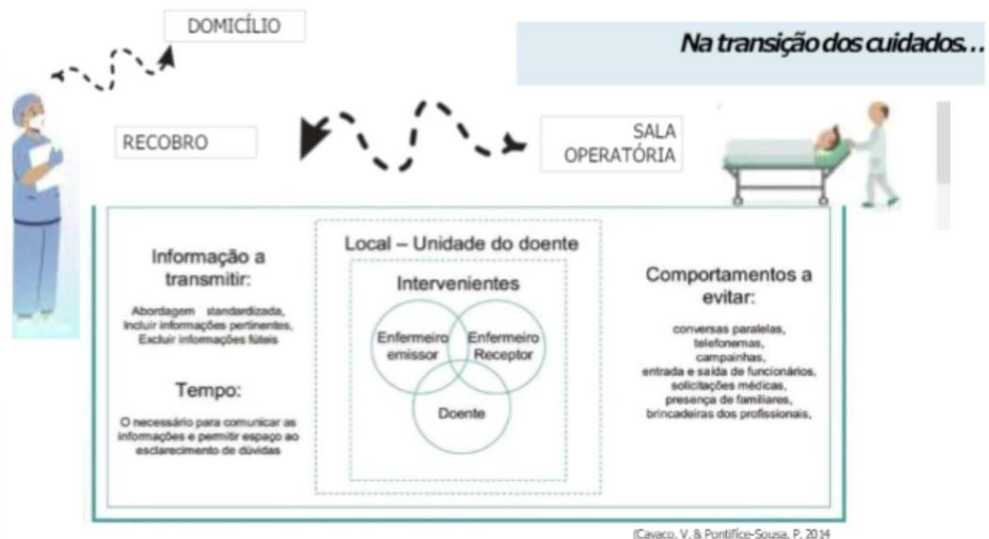 DOMICÍLIO
Na transição dos cuidados...
RECOBRO
SALA
OPERATÓRIA
Informação a
transmitir:
Abordagem standardizada,
Incluir informações pertinentes,
Excluir informações fúteis
Tempo:
O necessário para comunicar as
informações e permitir espaço ao
esclarecimento de dúvidas
Local – Unidade do doente
Intervenientes
Enfermeiro
emissor
Enfermeiro
Receptor
Doente
Comportamentos a
evitar:
conversas paralelas,
telefonemas,
campainhas,
entrada e saída de funcionários,
solicitações médicas,
presença de familiares,
brincadeiras dos profissionais,
(Cavaco, V. & Pontífice-Sousa, P. 2014